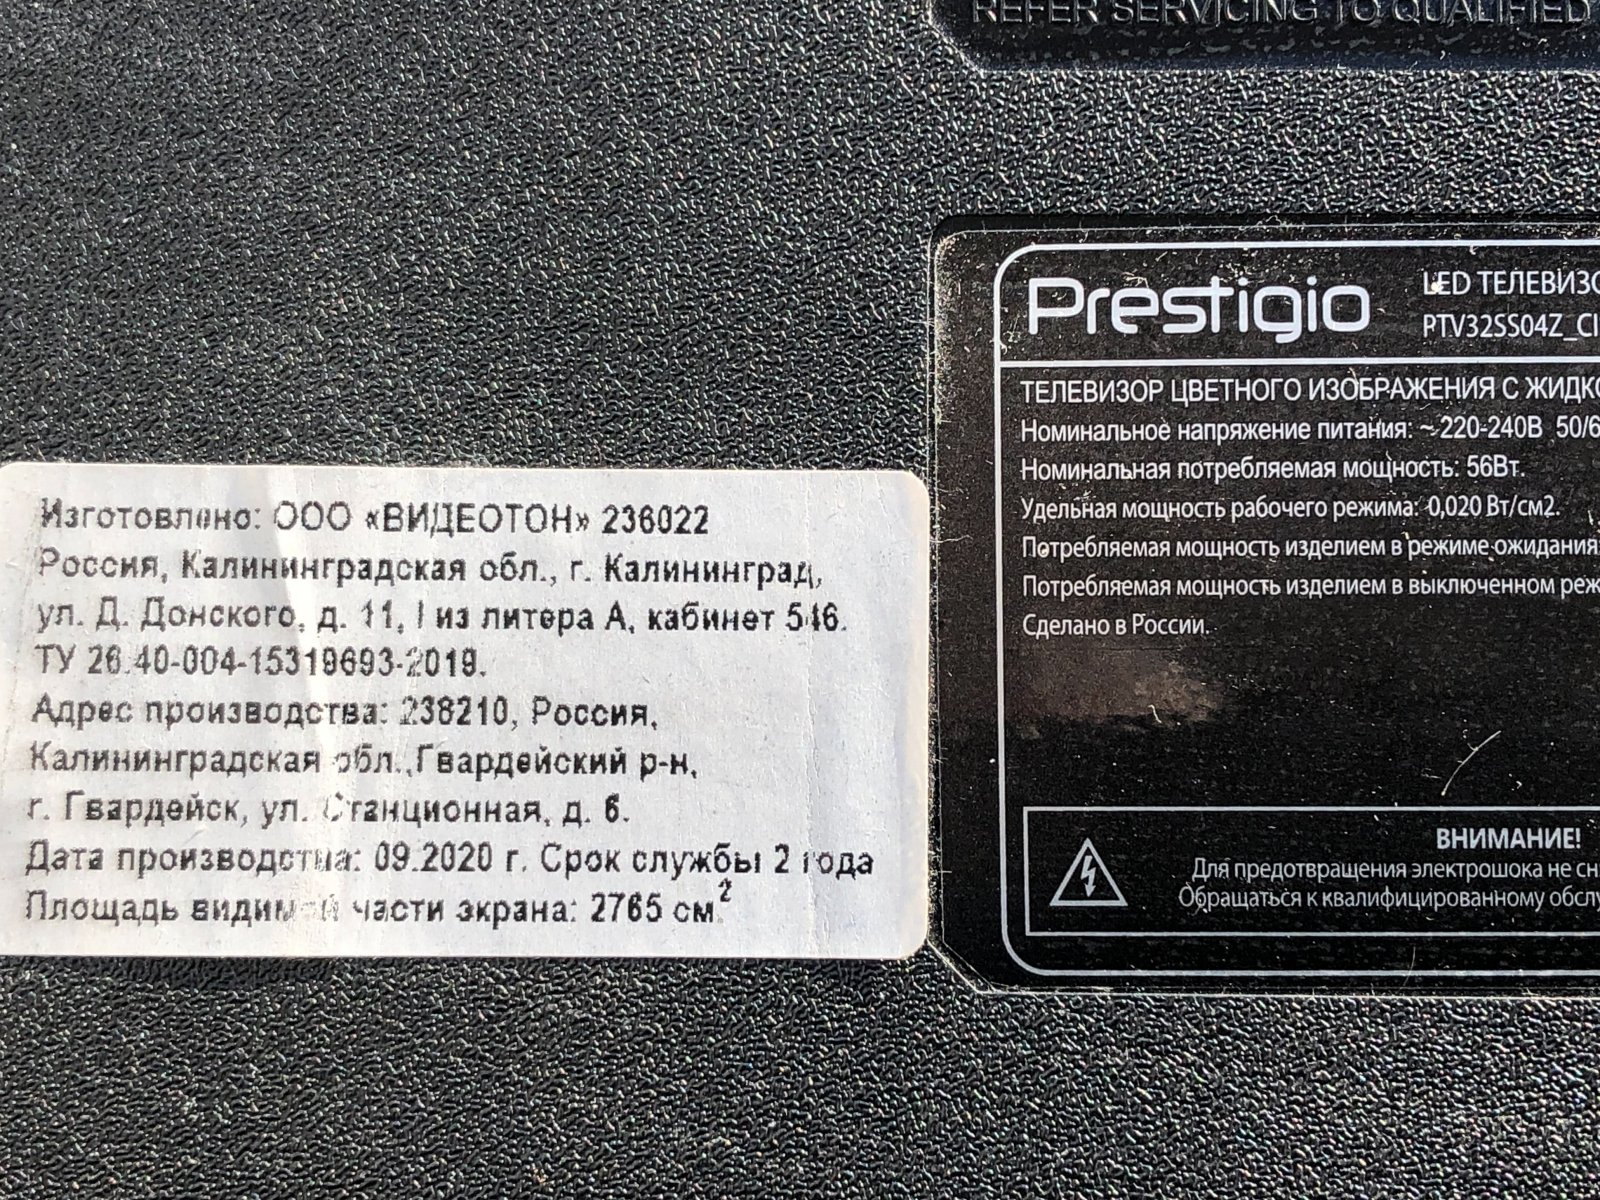 REFER SERVICING TO QUALIFIED
Изготовлено: ООО «ВИДЕОТОН» 236022
Россия, Калининградская обл., г. Калининград,
ул. Д. Донского, д. 11, I из литера А, кабинет 546.
ТУ 26.40-004-15319693-2019.
Адрес производства: 238210, Россия,
Калининградская обл.,Гвардейский р-н,
г. Гвардейск, ул. Станционная, д. 6.
Дата производства: 09.2020 г. Срок службы 2 года
Площадь видимой части экрана: 2765 см²
Prestigio
LED ТЕЛЕВИЗО
PTV32SS04Z_CI
ТЕЛЕВИЗОР ЦВЕТНОГО ИЗОБРАЖЕНИЯ С ЖИДКО
Номинальное напряжение питания: ~220-240В 50/6
Номинальная потребляемая мощность: 56Вт.
Удельная мощность рабочего режима: 0,020 Вт/см2.
Потребляемая мощность изделием в режиме ожидания:
Потребляемая мощность изделием в выключенном реж
Сделано в России.
ВНИМАНИЕ!
Для предотвращения электрошока не сн
Обращаться к квалифицированному обслу